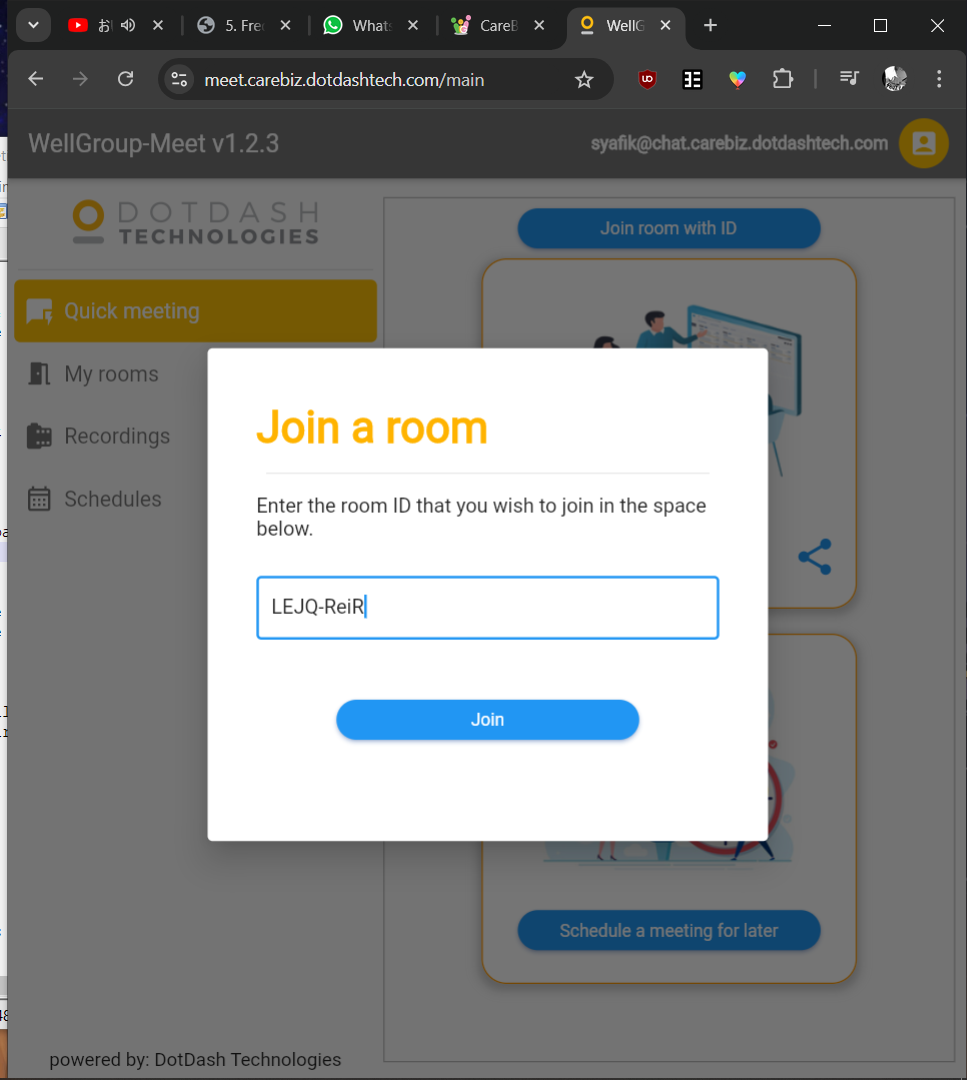 お
5. Fre
Whats
CareB
WellG
meet.carebiz.dotdashtech.com/main
WellGroup-Meet v1.2.3
syafik@chat.carebiz.dotdashtech.com
DOTDASH
TECHNOLOGIES
Join room with ID
Quick meeting
My rooms
Recordings
Schedules
Join a room
Enter the room ID that you wish to join in the space
below.
LEJQ-ReiR
Join
Schedule a meeting for later
powered by: DotDash Technologies